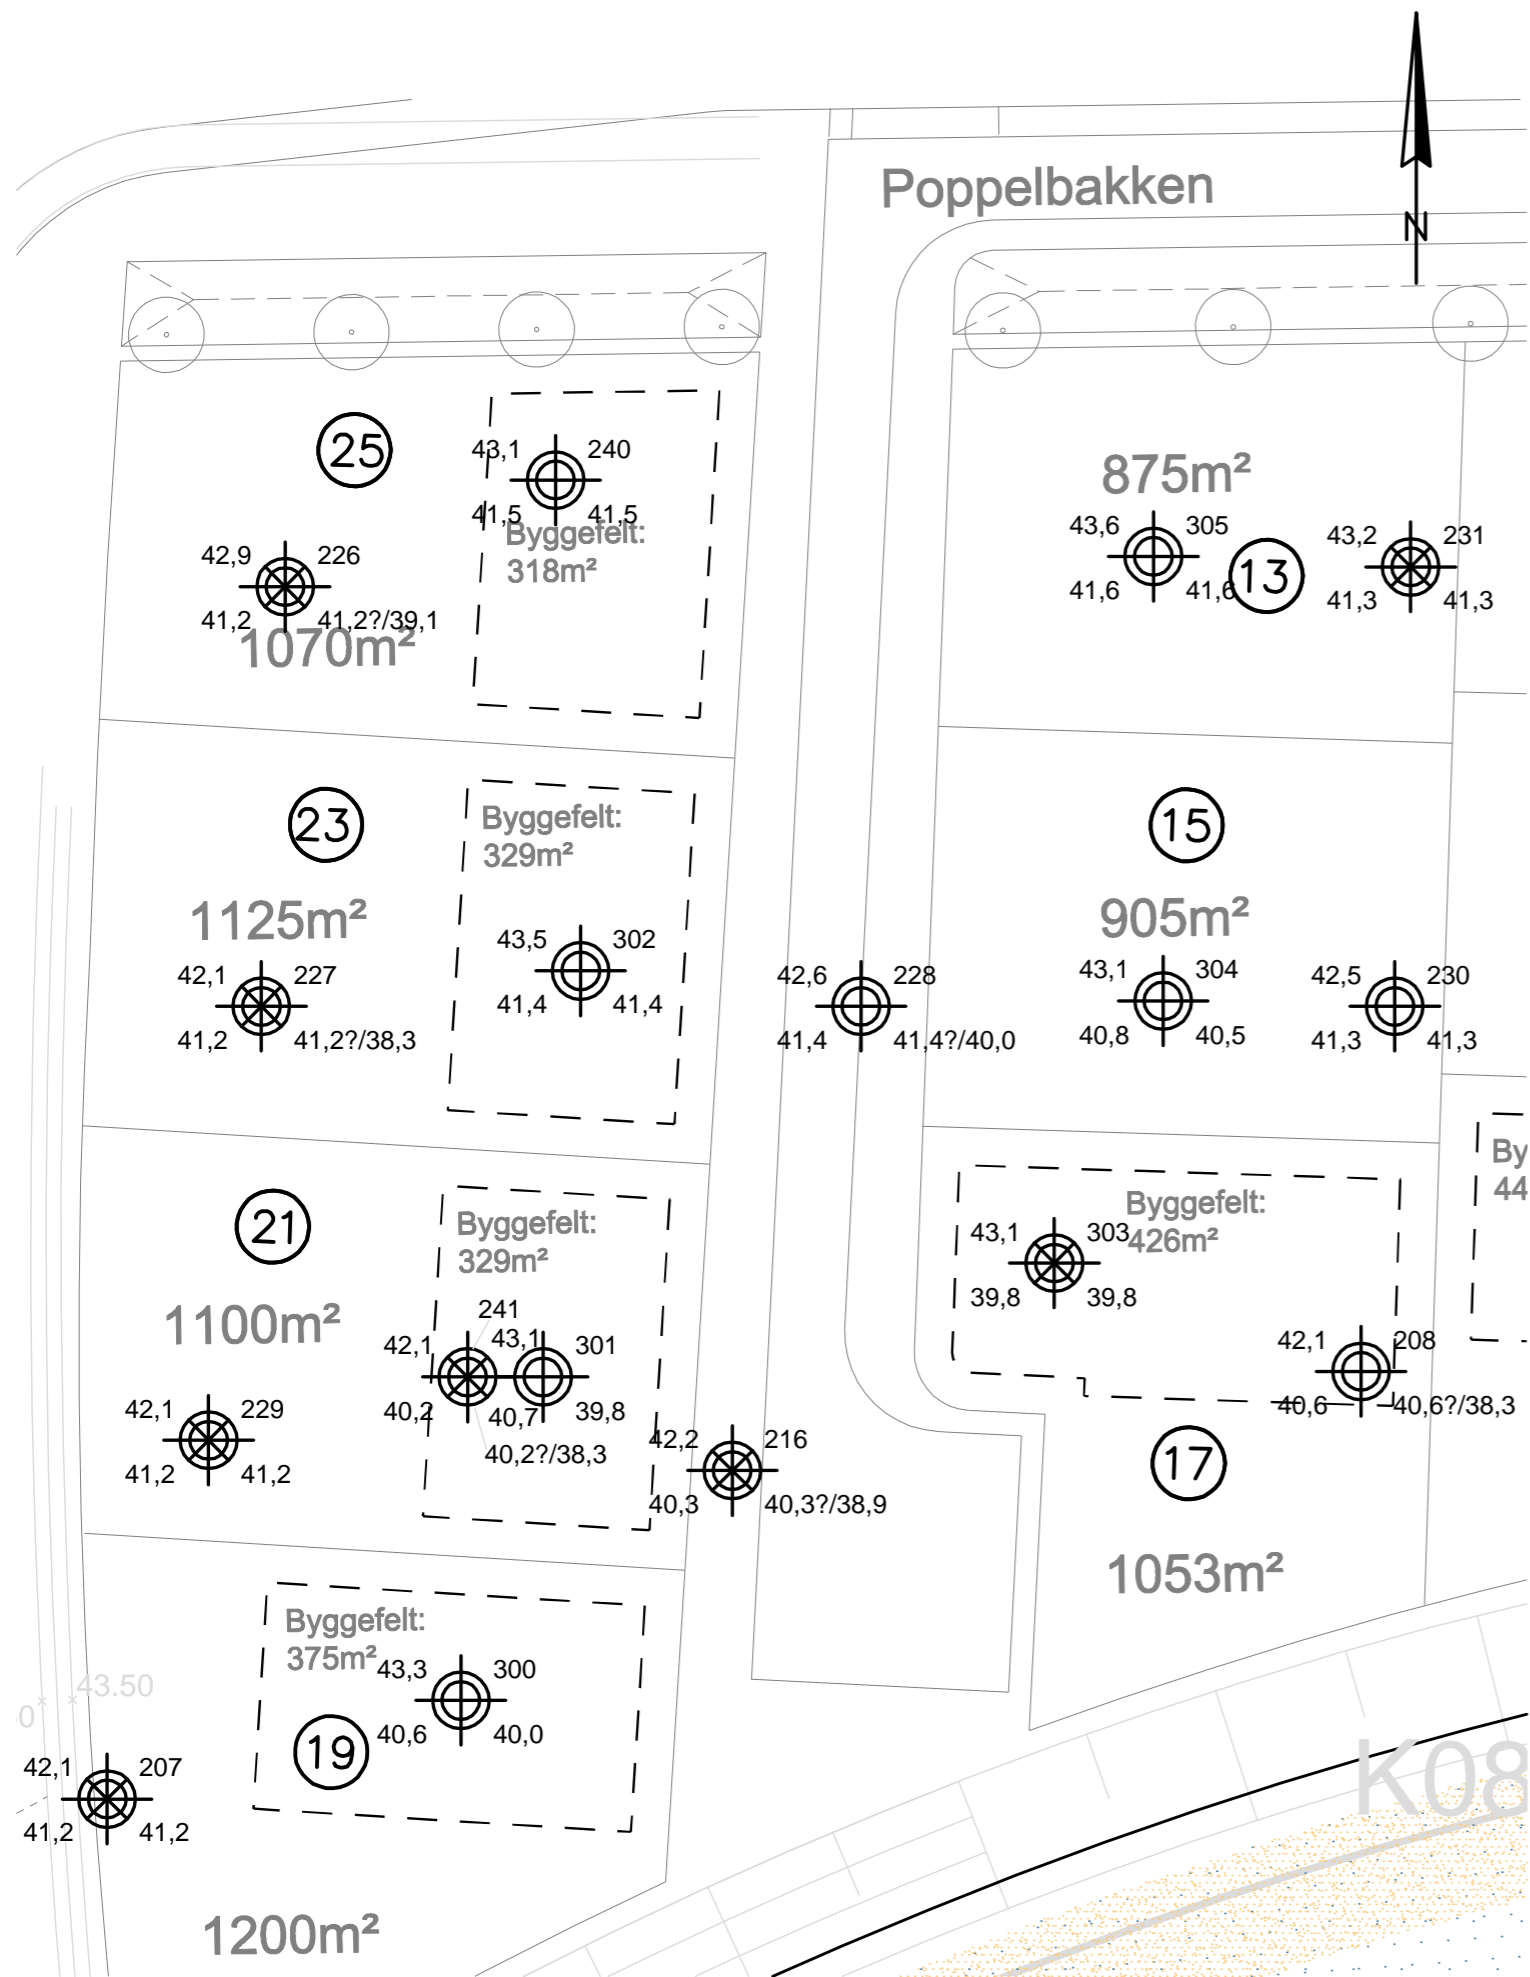 Poppelbakken
N
25
43,1 240
41,5 41,5
Byggefelt:
318m²
42,9 226
41,2 41,2?/39,1
1070m²
875m²
43,6 305
41,6 41,6
13
43,2 231
41,3 41,3
23
Byggefelt:
329m²
1125m²
43,5 302
41,4 41,4
42,1 227
41,2 41,2?/38,3
42,6 228
41,4 41,4?/40,0
15
905m²
43,1 304
40,8 40,5
42,5 230
41,3 41,3
21
Byggefelt:
329m²
1100m²
241
42,1 43,1 301
40,2 40,7 39,8
40,2?/38,3
42,1 229
41,2 41,2
42,2 216
40,3 40,3?/38,9
Byggefelt:
426m²
43,1 303
39,8 39,8
42,1 208
40,6 40,6?/38,3
By
44
17
1053m²
Byggefelt:
375m²
43,3 300
40,6 40,0
19
43.50
0
42,1 207
41,2 41,2
1200m²
K08